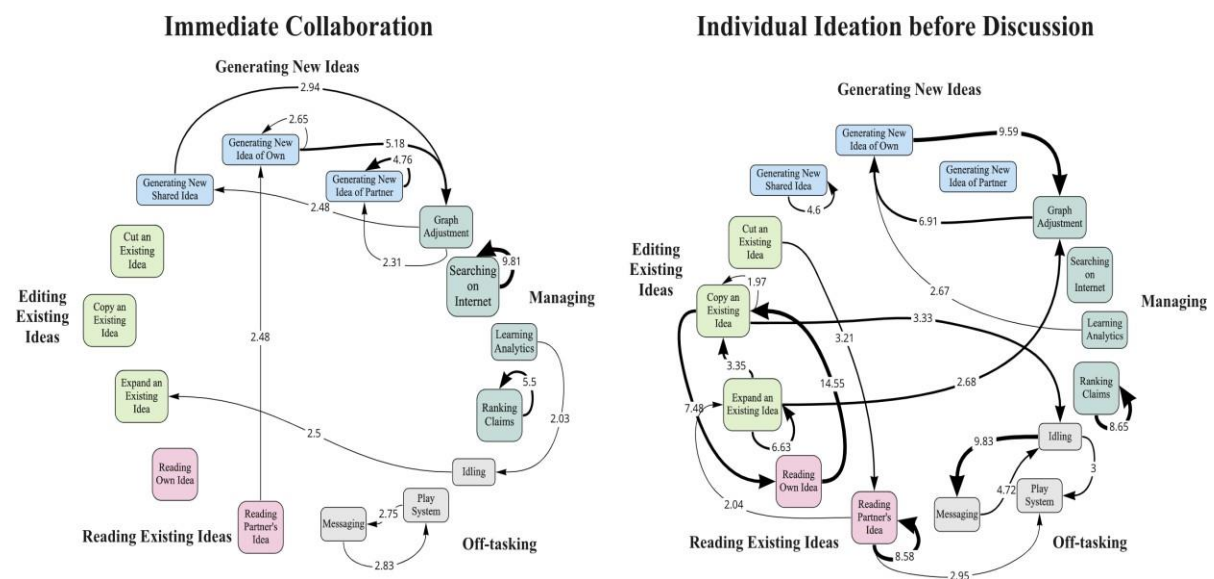 Immediate Collaboration
Generating New Ideas
2.94
2.65
Generating New
Idea of Own
5.18
4.76
Generating New
Shared Idea
Generating New
Idea of Partner
2.48
Graph
Adjustment
2.31
Cut an
Existing
Idea
9.81
Searching
on
Internet
Editing
Existing
Ideas
Copy an
Existing
Idea
Managing
Learning
Analytics
2.48
Expand an
Existing
Idea
5.5
Ranking
Claims
2.03
2.5
Reading
Own Idea
Idling
Reading
Partner's
Idea
Play
System
2.75
Messaging
Reading Existing Ideas
Off-tasking
2.83
Individual Ideation before Discussion
Generating New Ideas
Generating New
Idea of Own
9.59
Generating New
Shared Idea
Generating New
Idea of Partner
4.6
6.91
Graph
Adjustment
Cut an
Existing Idea
Editing
Existing
Ideas
Searching
on
Internet
1.97
2.67
Managing
Copy an
Existing
Idea
3.33
Learning
Analytics
3.21
3.35
14.55
2.68
Ranking
Claims
Expand an
Existing Idea
7.48
8.65
6.63
9.83
Idling
Reading
Own Idea
3
4.72
2.04
Reading
Partner's
Idea
Messaging
Play
System
Reading Existing Ideas
8.58
Off-tasking
2.95